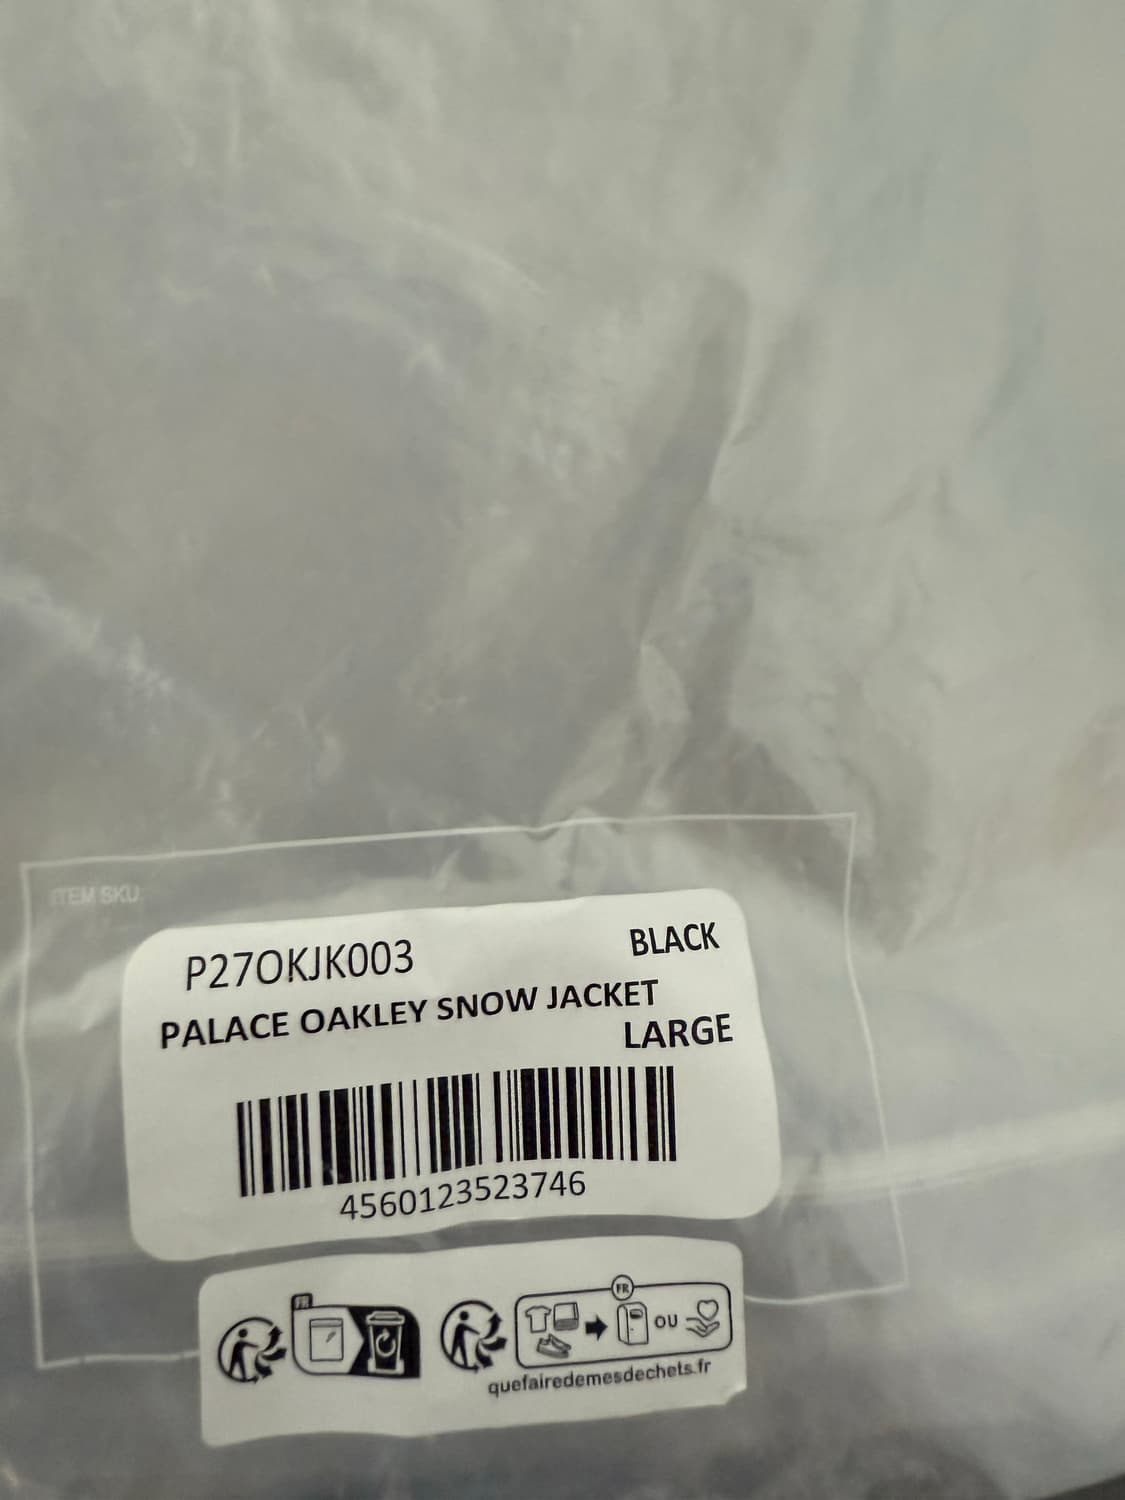 ITEM SKU
P27OKJK003 BLACK
PALACE OAKLEY SNOW JACKET
LARGE
4560123523746
FR
FR
OU
quefairedemesdechets.fr